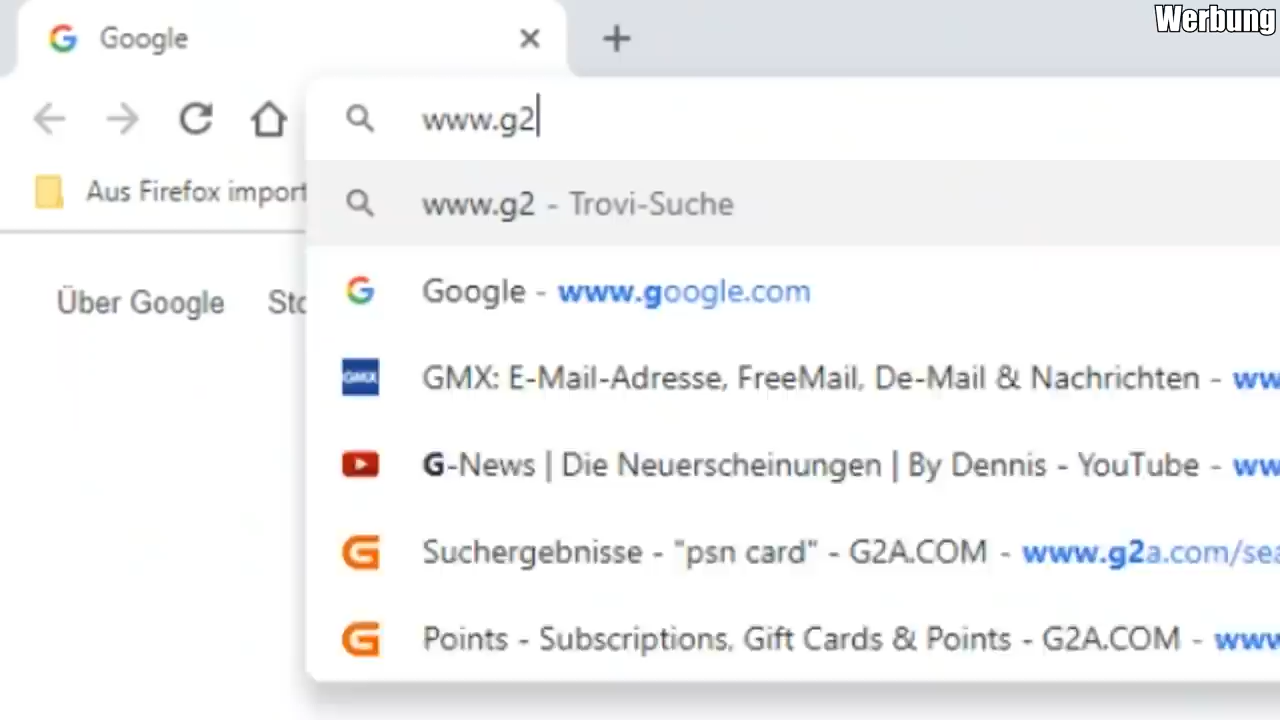 Werbung
Google
www.g2
Aus Firefox import
www.g2 - Trovi-Suche
Über Google
Google - www.google.com
GMX
GMX: E-Mail-Adresse, FreeMail, De-Mail & Nachrichten - ww
G-News | Die Neuerscheinungen | By Dennis - YouTube - ww
Suchergebnisse - "psn card" - G2A.COM - www.g2a.com/sea
Points - Subscriptions, Gift Cards & Points - G2A.COM - www